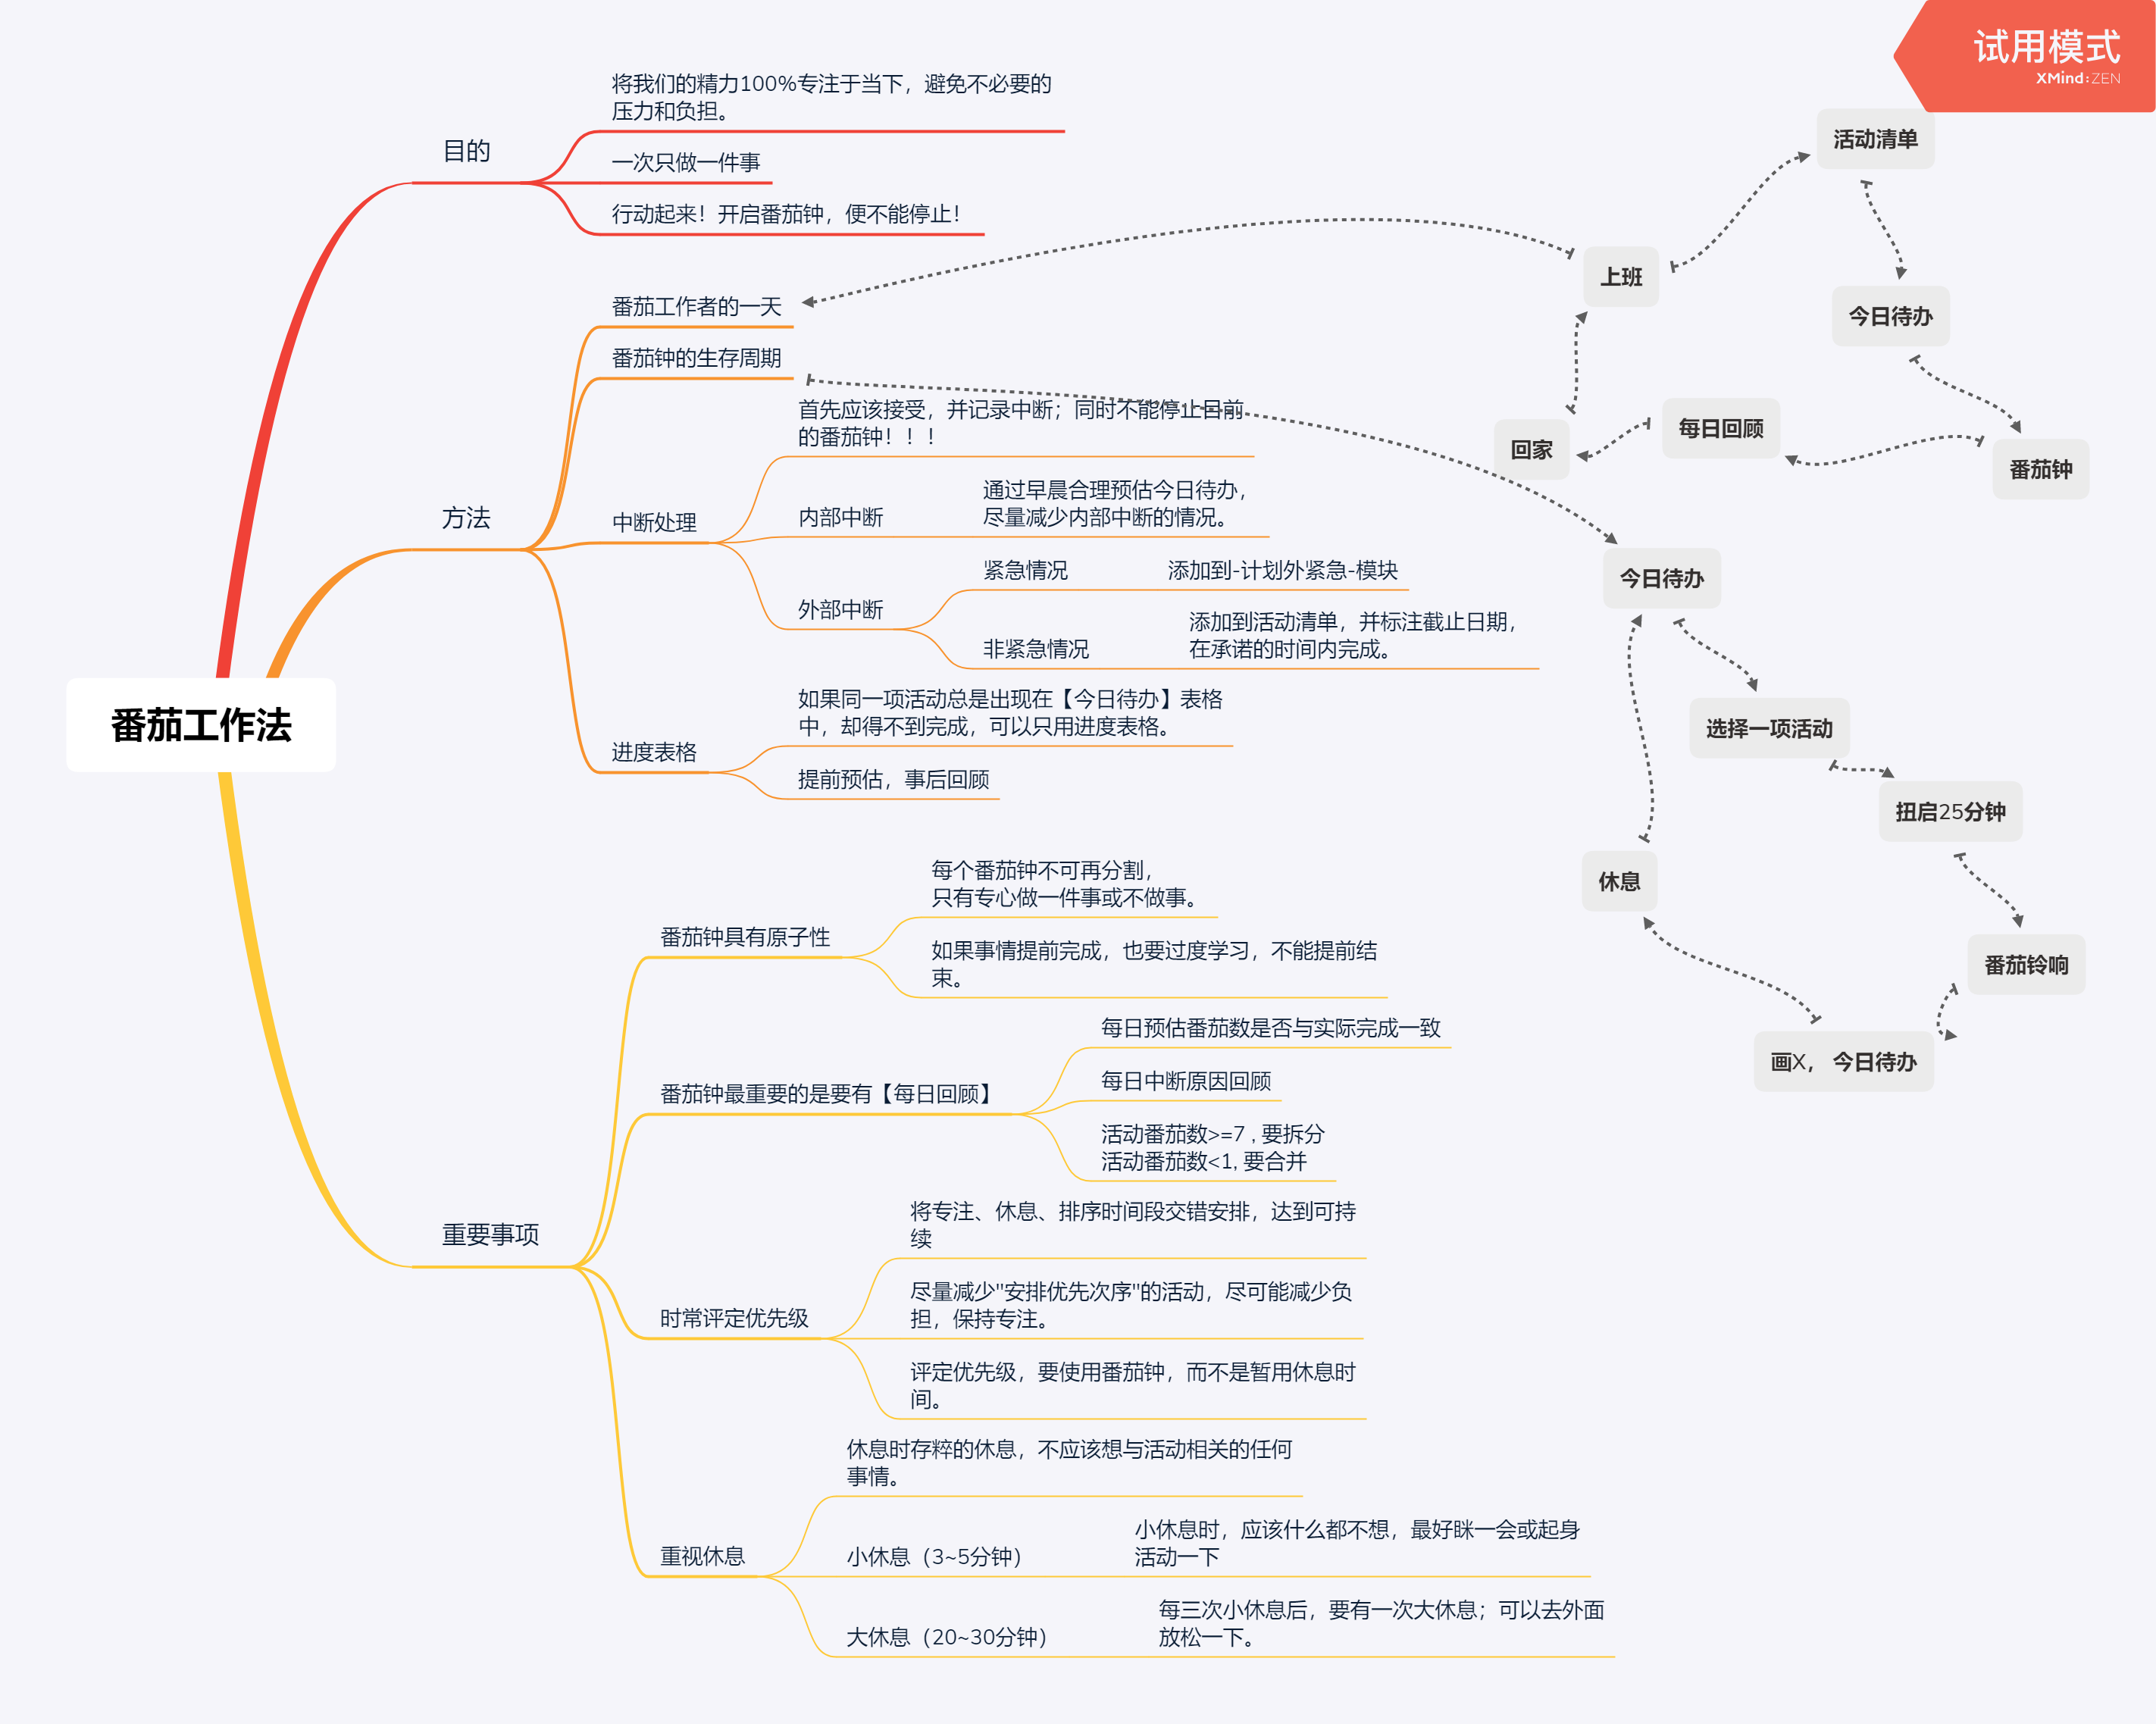 试用模式
XMind:ZEN
番茄工作法
目的
将我们的精力100%专注于当下，避免不必要的
压力和负担。
一次只做一件事
行动起来！开启番茄钟，便不能停止！
方法
番茄工作者的一天
番茄钟的生存周期
中断处理
首先应该接受，并记录中断；同时不能停止目前
的番茄钟！！！
内部中断
通过早晨合理预估今日待办，
尽量减少内部中断的情况。
外部中断
紧急情况
添加到-计划外紧急-模块
非紧急情况
添加到活动清单，并标注截止日期，
在承诺的时间内完成。
进度表格
如果同一项活动总是出现在【今日待办】表格
中，却得不到完成，可以只用进度表格。
提前预估，事后回顾
重要事项
番茄钟具有原子性
每个番茄钟不可再分割，
只有专心做一件事或不做事。
如果事情提前完成，也要过度学习，不能提前结
束。
番茄钟最重要的是要有【每日回顾】
每日预估番茄数是否与实际完成一致
每日中断原因回顾
活动番茄数>=7 , 要拆分
活动番茄数<1, 要合并
时常评定优先级
将专注、休息、排序时间段交错安排，达到可持
续
尽量减少"安排优先次序"的活动，尽可能减少负
担，保持专注。
评定优先级，要使用番茄钟，而不是暂用休息时
间。
重视休息
休息时存粹的休息，不应该想与活动相关的任何
事情。
小休息（3~5分钟）
小休息时，应该什么都不想，最好眯一会或起身
活动一下
大休息（20~30分钟）
每三次小休息后，要有一次大休息；可以去外面
放松一下。
活动清单
上班
今日待办
每日回顾
回家
番茄钟
今日待办
选择一项活动
扭启25分钟
休息
番茄铃响
画X， 今日待办